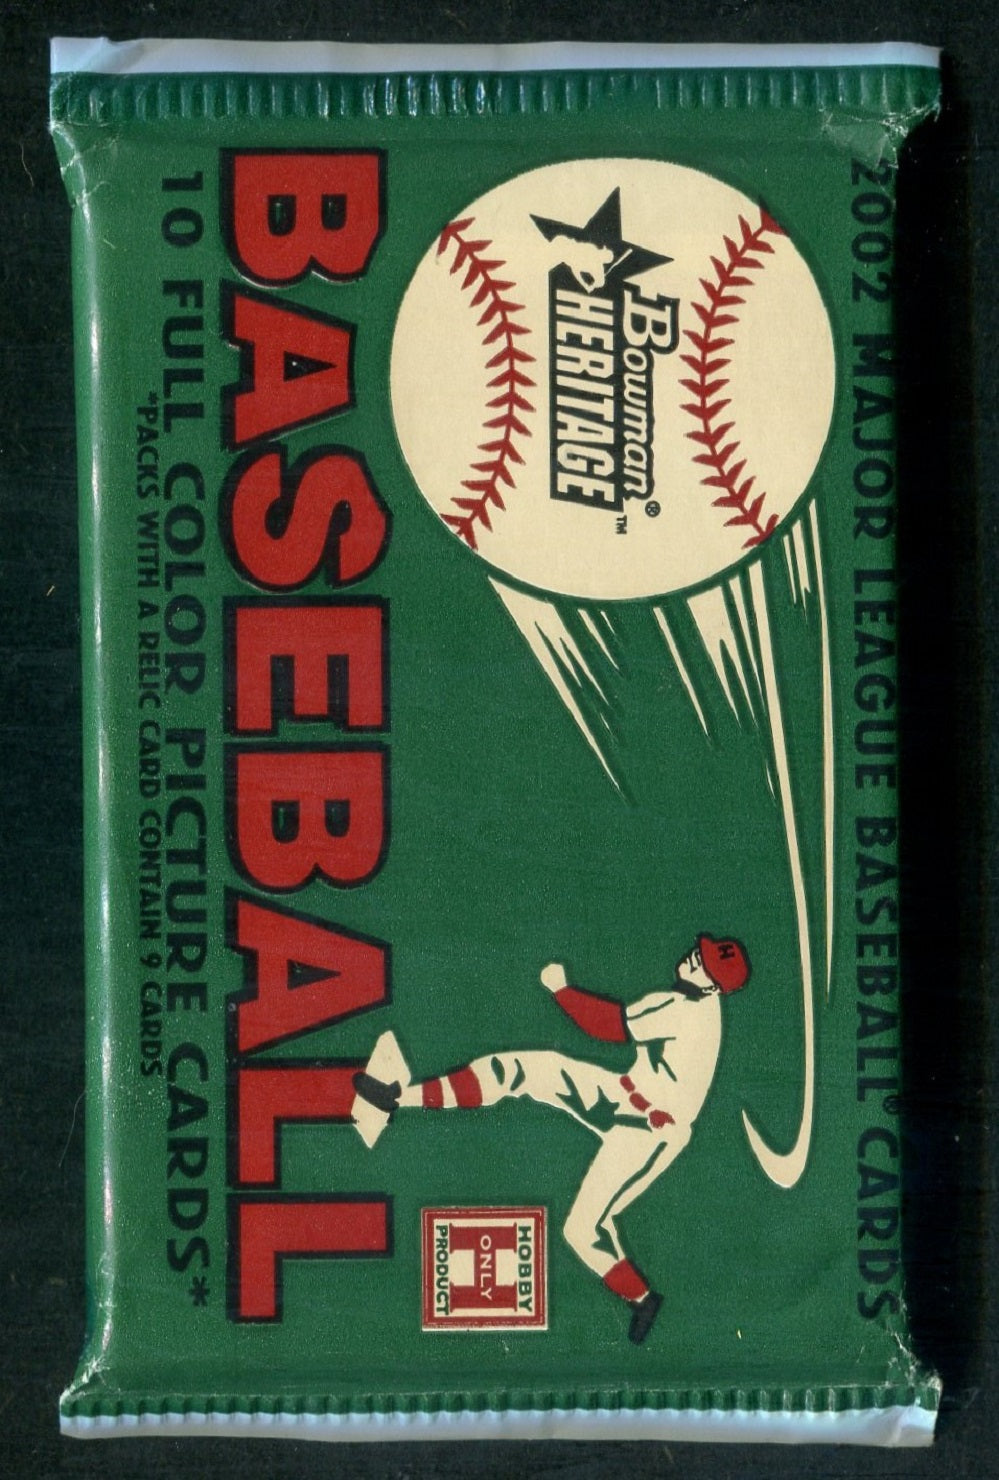 2002 MAJOR LEAGUE BASEBALL® CARDS
Bowman®
HERITAGE™
H
HOBBY
H
ONLY
PRODUCT
BASEBALL
10 FULL COLOR PICTURE CARDS*
*PACKS WITH A RELIC CARD CONTAIN 9 CARDS